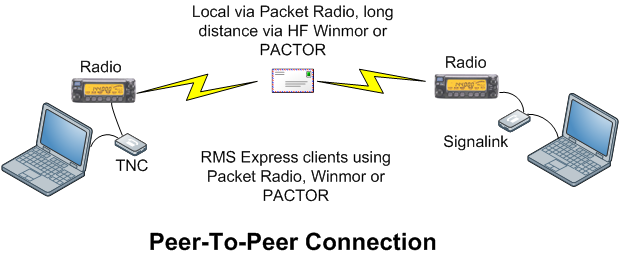 Local via Packet Radio, long
distance via HF Winmor or
PACTOR
Radio
Radio
TNC
Signalink
RMS Express clients using
Packet Radio, Winmor or
PACTOR
Peer-To-Peer Connection